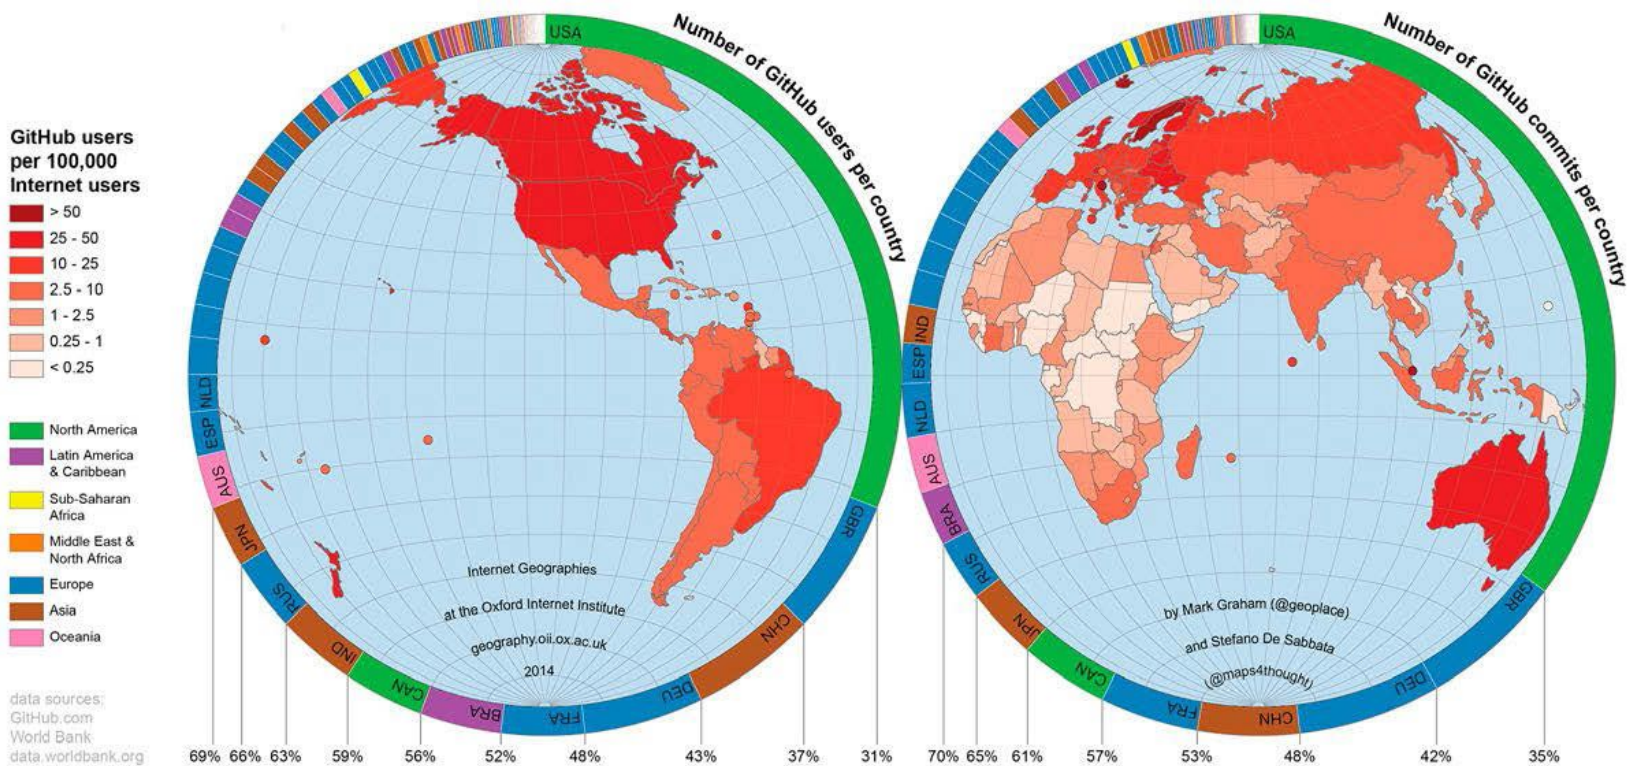 GitHub users
per 100,000
Internet users
> 50
25 - 50
10 - 25
2.5 - 10
1 - 2.5
0.25 - 1
< 0.25
North America
Latin America
& Caribbean
Sub-Saharan
Africa
Middle East &
North Africa
Europe
Asia
Oceania
data sources:
GitHub.com
World Bank
data.worldbank.org
Number of GitHub users per country
USA
GBR
CHN
DEU
FRA
BRA
CAN
IND
RUS
JPN
AUS
ESP
NLD
Internet Geographies
at the Oxford Internet Institute
geography.oii.ox.ac.uk
2014
69% 66% 63% 59% 56% 52% 48% 43% 37% 31%
Number of GitHub commits per country
USA
GBR
DEU
CHN
FRA
CAN
JPN
RUS
BRA
AUS
NLD
ESP
IND
by Mark Graham (@geoplace)
and Stefano De Sabbata
(@maps4thought)
70% 65% 61% 57% 53% 48% 42% 35%